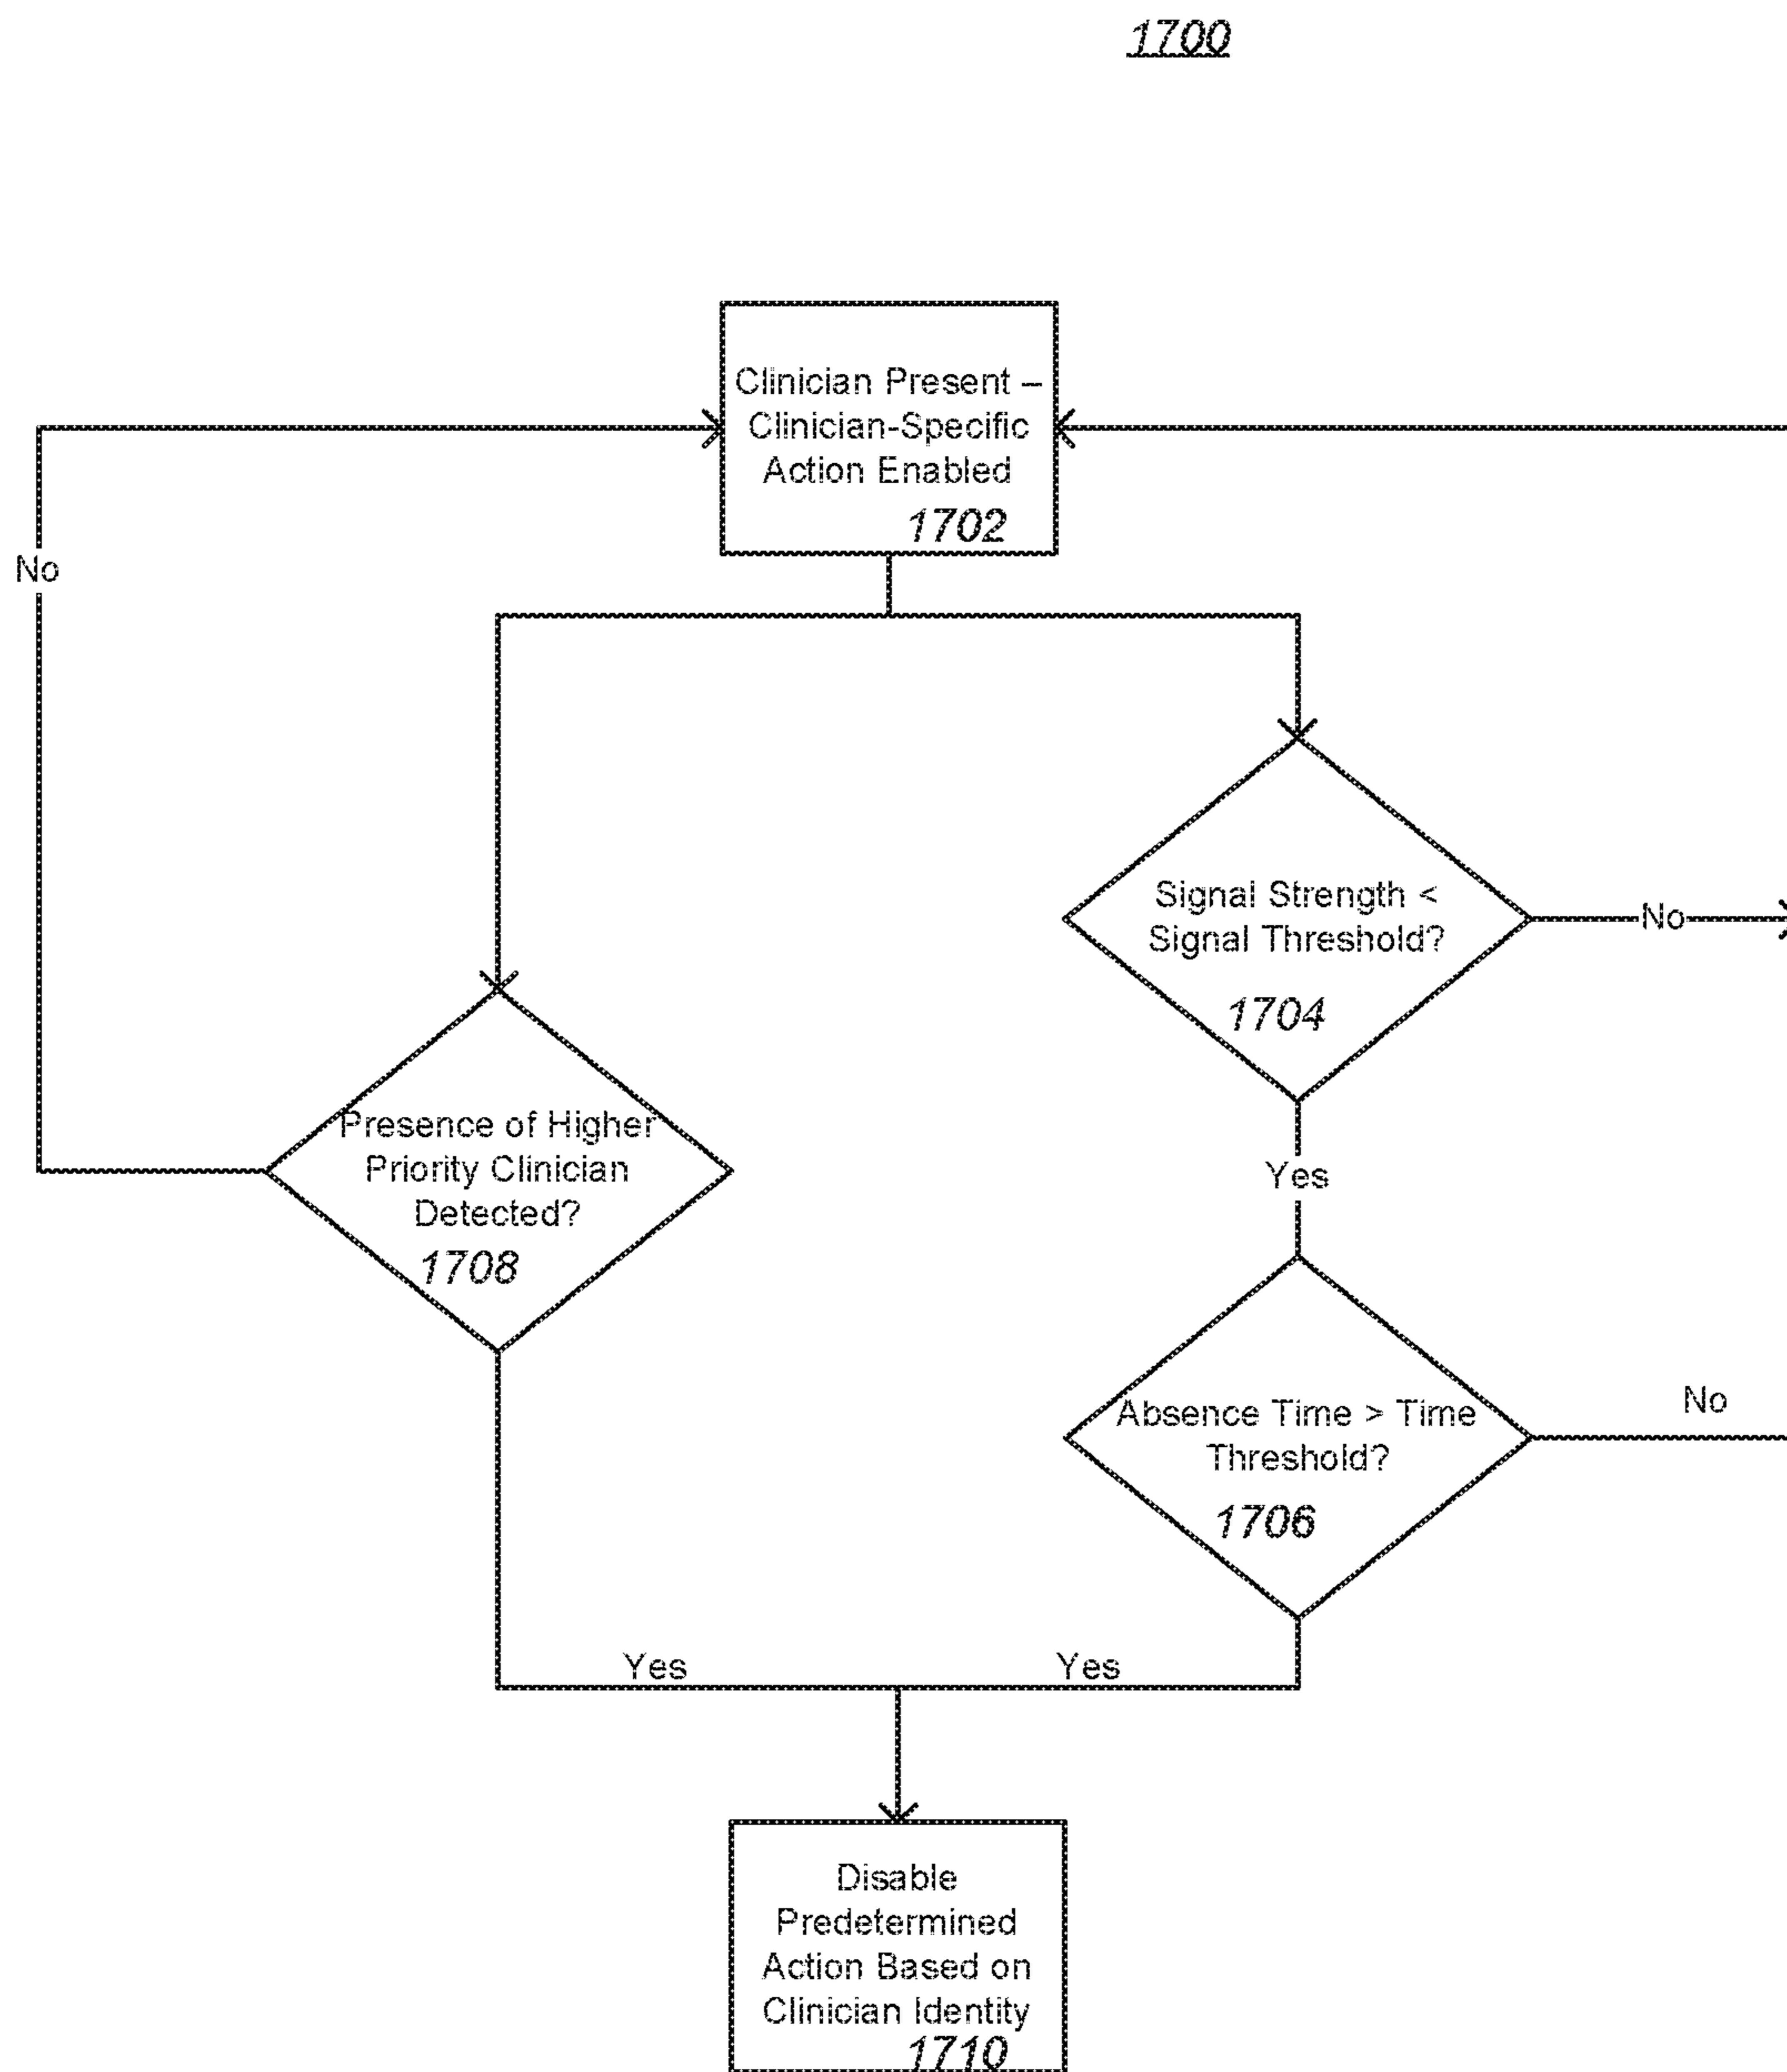 1700
Clinician Present –
Clinician-Specific
Action Enabled
1702
No
Signal Strength <
Signal Threshold?
1704
No
Presence of Higher
Priority Clinician
Detected?
1708
Yes
Absence Time > Time
Threshold?
1706
No
Yes
Yes
Disable
Predetermined
Action Based on
Clinician Identity
1710